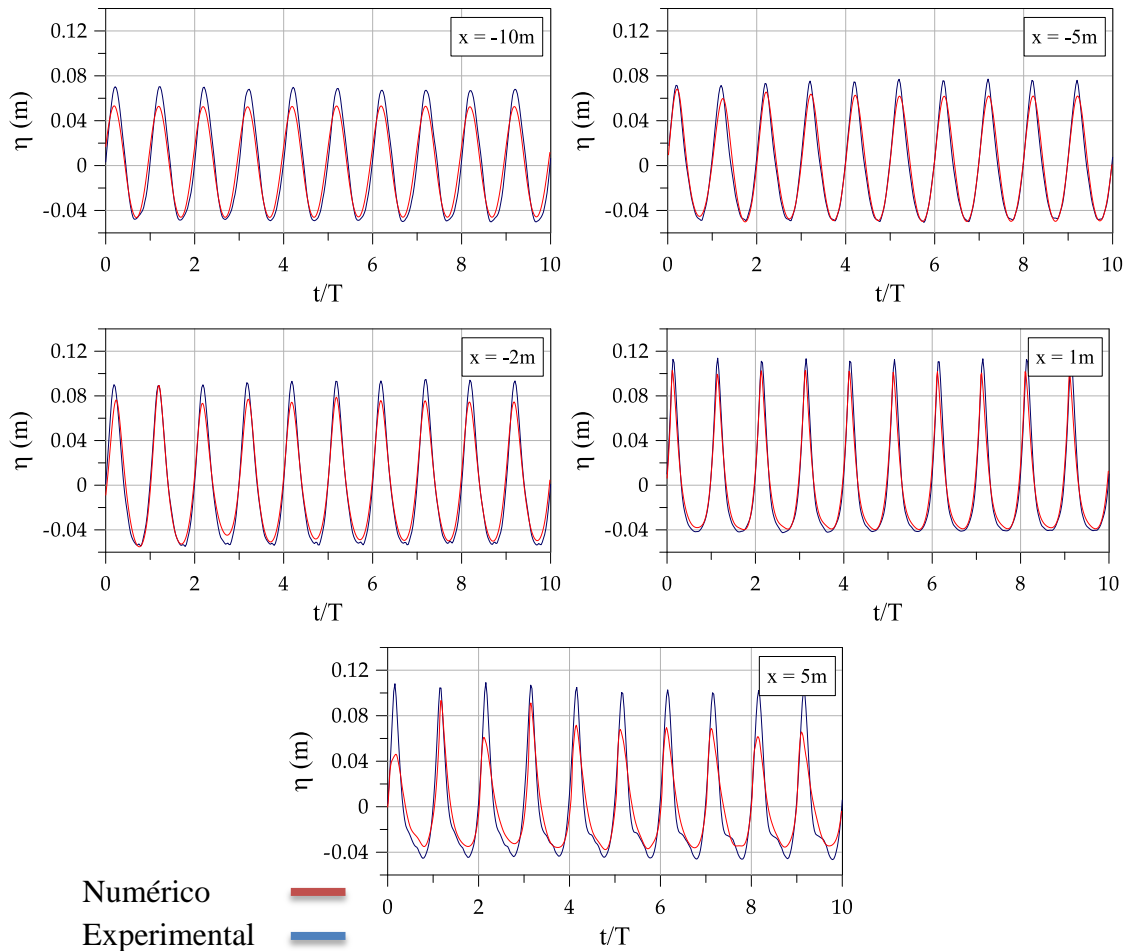 0.12
0.08
0.04
0
-0.04
η (m)
0 2 4 6 8 10
t/T
x = -10m
0.12
0.08
0.04
0
-0.04
η (m)
0 2 4 6 8 10
t/T
x = -5m
0.12
0.08
0.04
0
-0.04
η (m)
0 2 4 6 8 10
t/T
x = -2m
0.12
0.08
0.04
0
-0.04
η (m)
0 2 4 6 8 10
t/T
x = 1m
0.12
0.08
0.04
0
-0.04
η (m)
0 2 4 6 8 10
t/T
x = 5m
Numérico
Experimental